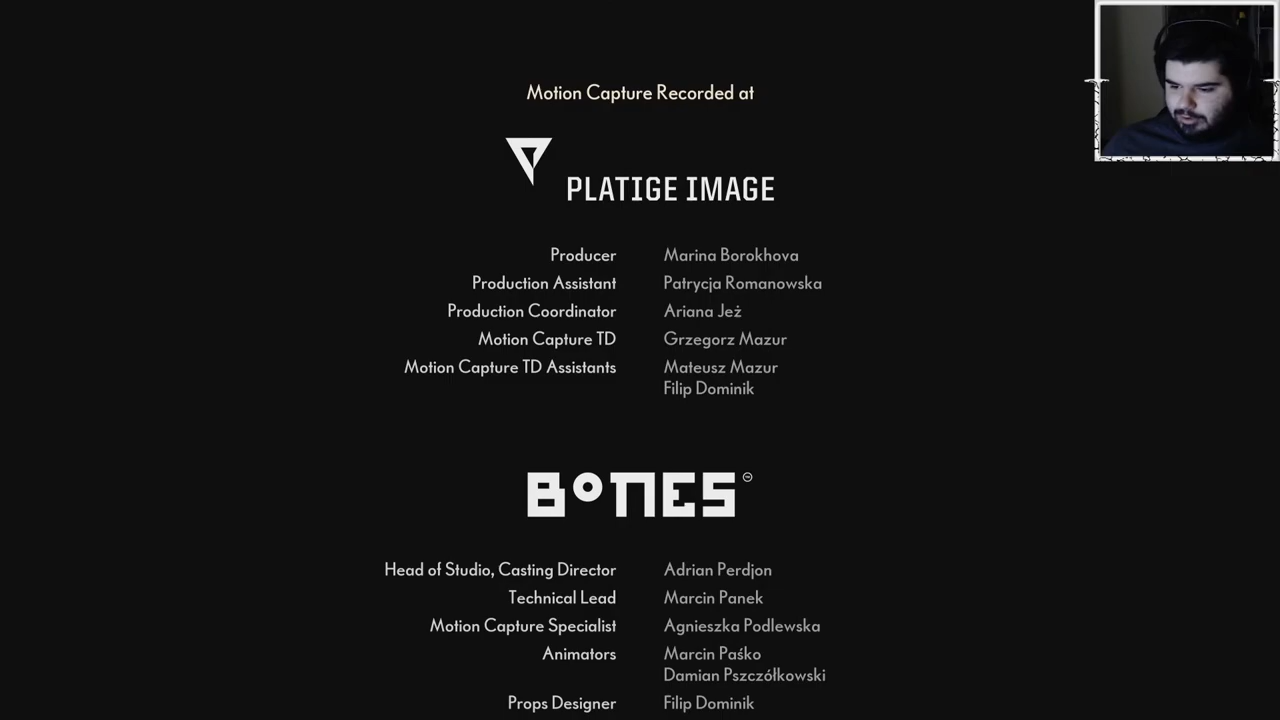 Motion Capture Recorded at
PLATIGE IMAGE
Producer Marina Borokhova
Production Assistant Patrycja Romanowska
Production Coordinator Ariana Jeż
Motion Capture TD Grzegorz Mazur
Motion Capture TD Assistants Mateusz Mazur
Filip Dominik
BONES
Head of Studio, Casting Director Adrian Perdjon
Technical Lead Marcin Panek
Motion Capture Specialist Agnieszka Podlewska
Animators Marcin Paśko
Damian Pszczółkowski
Props Designer Filip Dominik